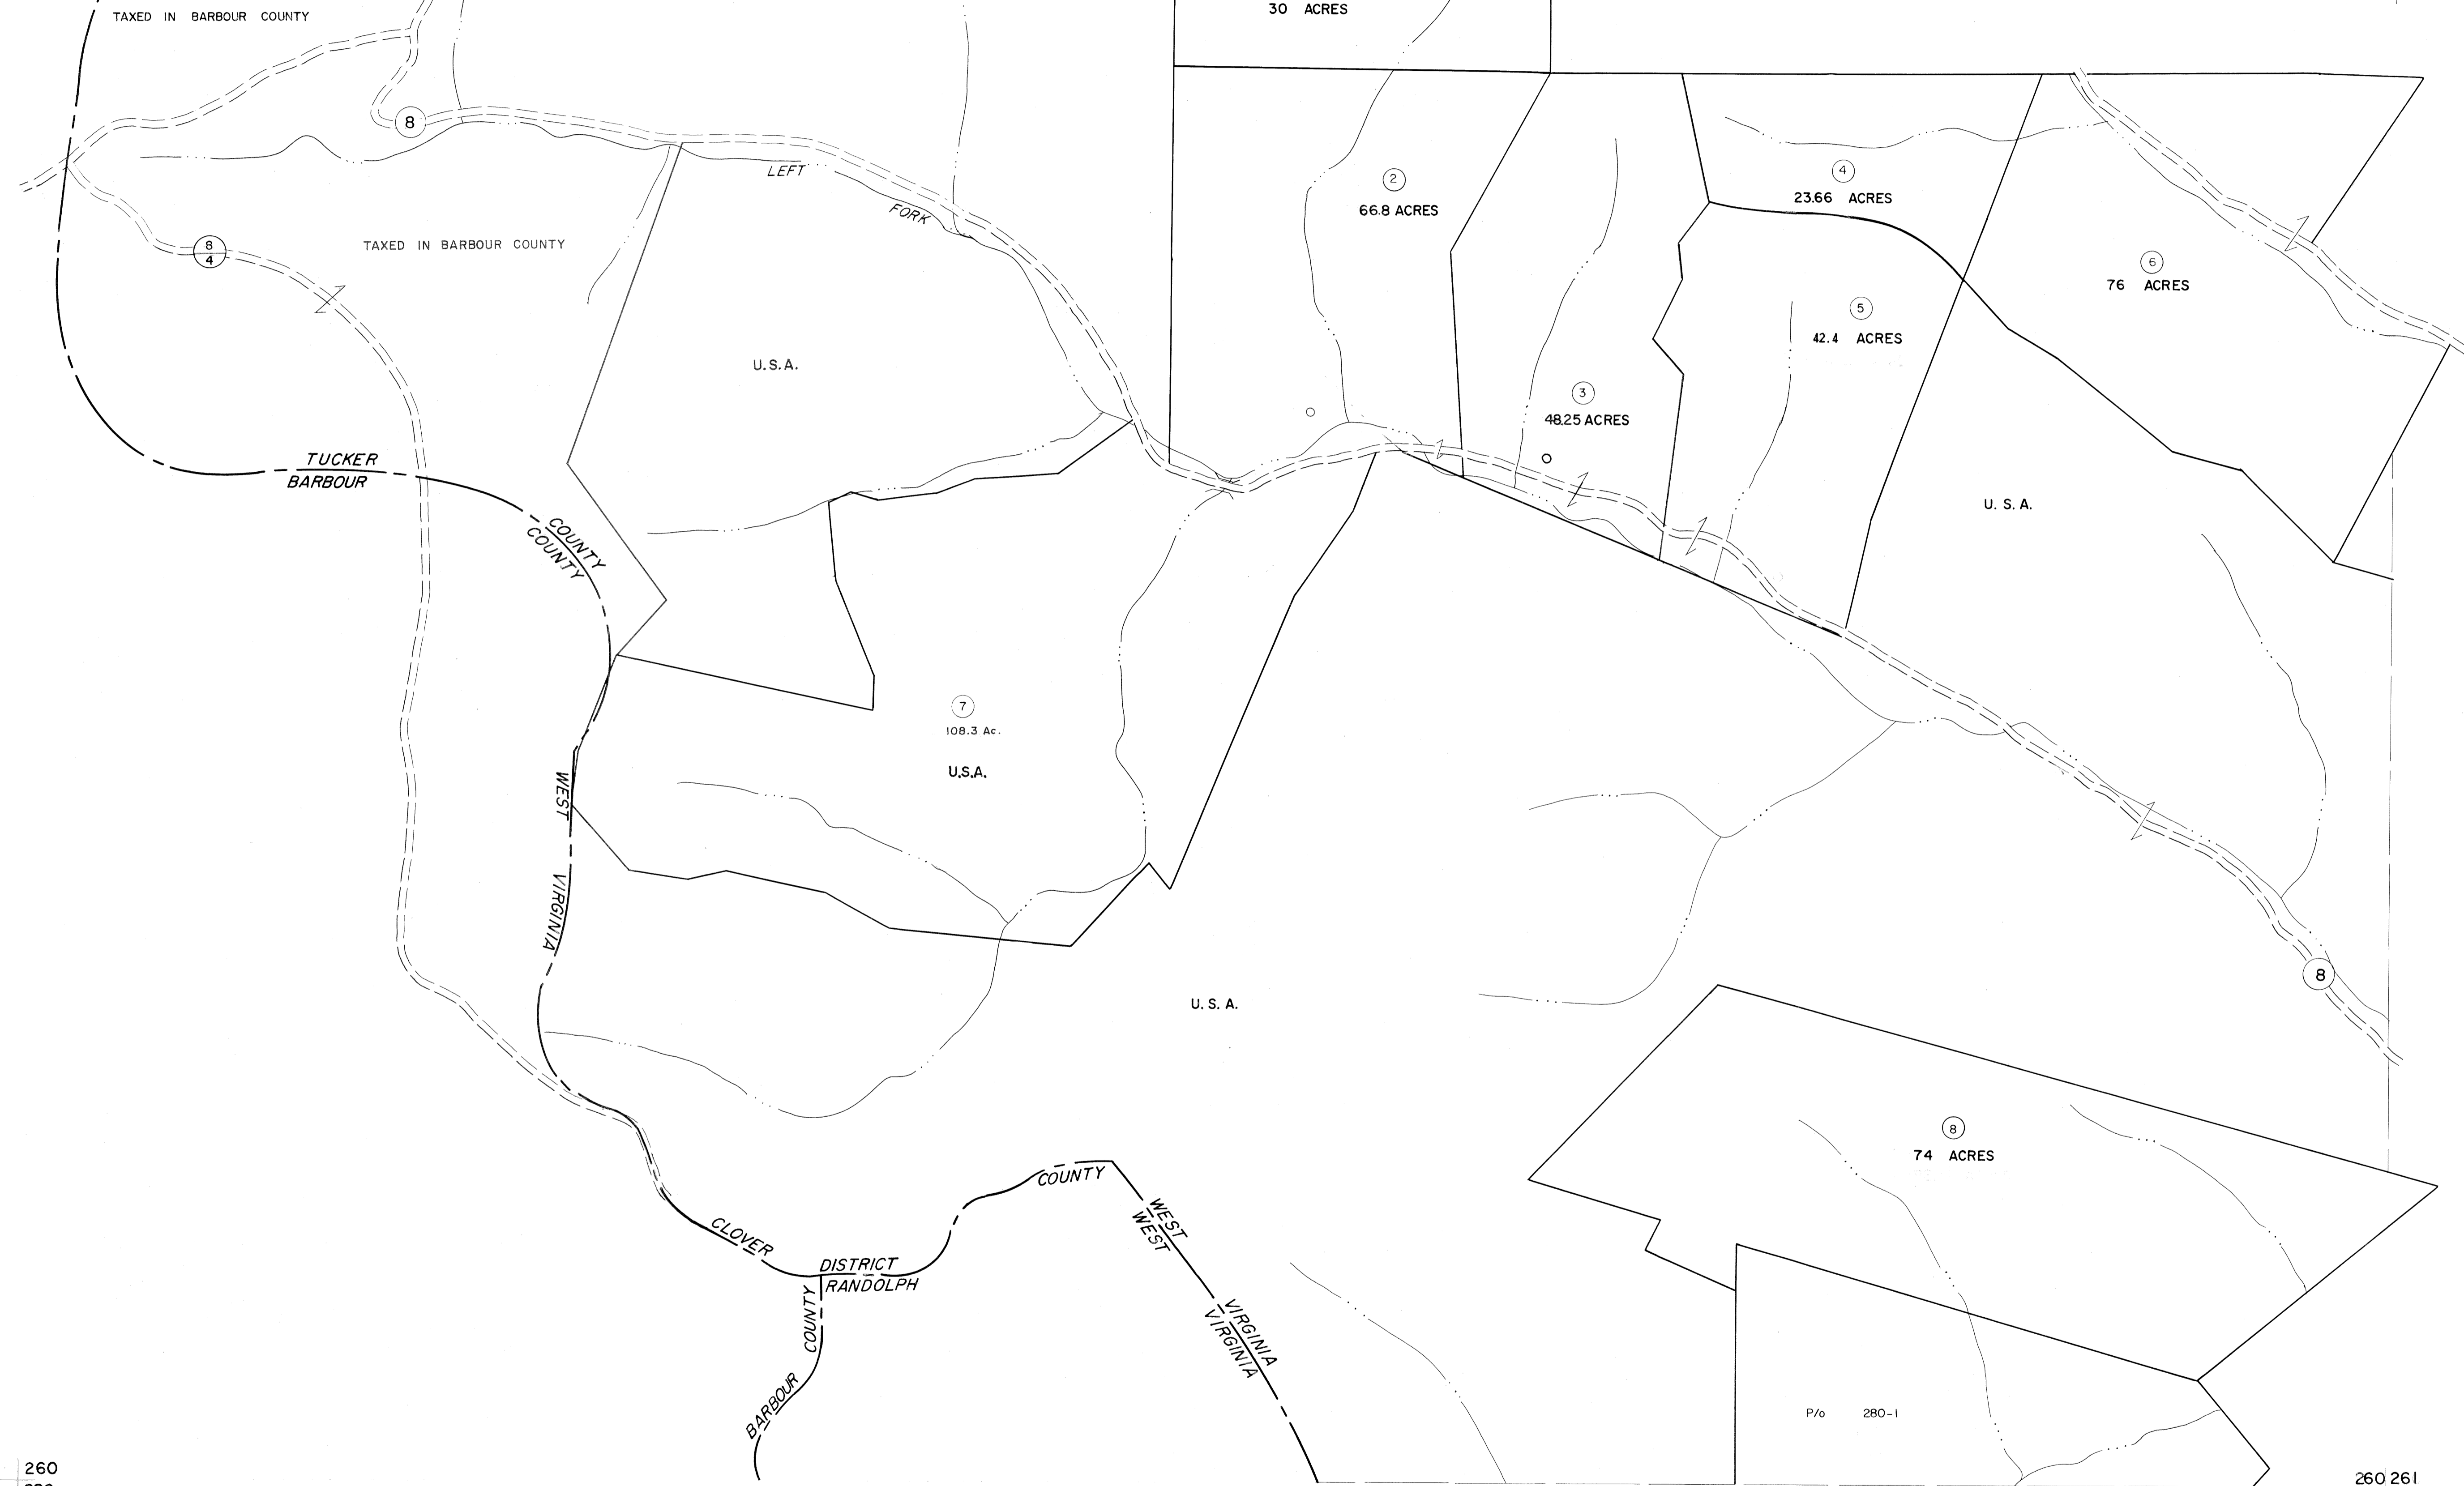 TAXED IN BARBOUR COUNTY
30 ACRES
8
LEFT
FORK
2
66.8 ACRES
4
23.66 ACRES
8
4
TAXED IN BARBOUR COUNTY
6
76 ACRES
5
42.4 ACRES
U.S.A.
3
48.25 ACRES
TUCKER
BARBOUR
COUNTY
COUNTY
U. S. A.
7
108.3 Ac.
U.S.A.
WEST
VIRGINIA
8
U. S. A.
8
74 ACRES
COUNTY
CLOVER
DISTRICT
RANDOLPH
WEST
WEST
COUNTY
VIRGINIA
VIRGINIA
BARBOUR
P/o 280-1
260
260 261